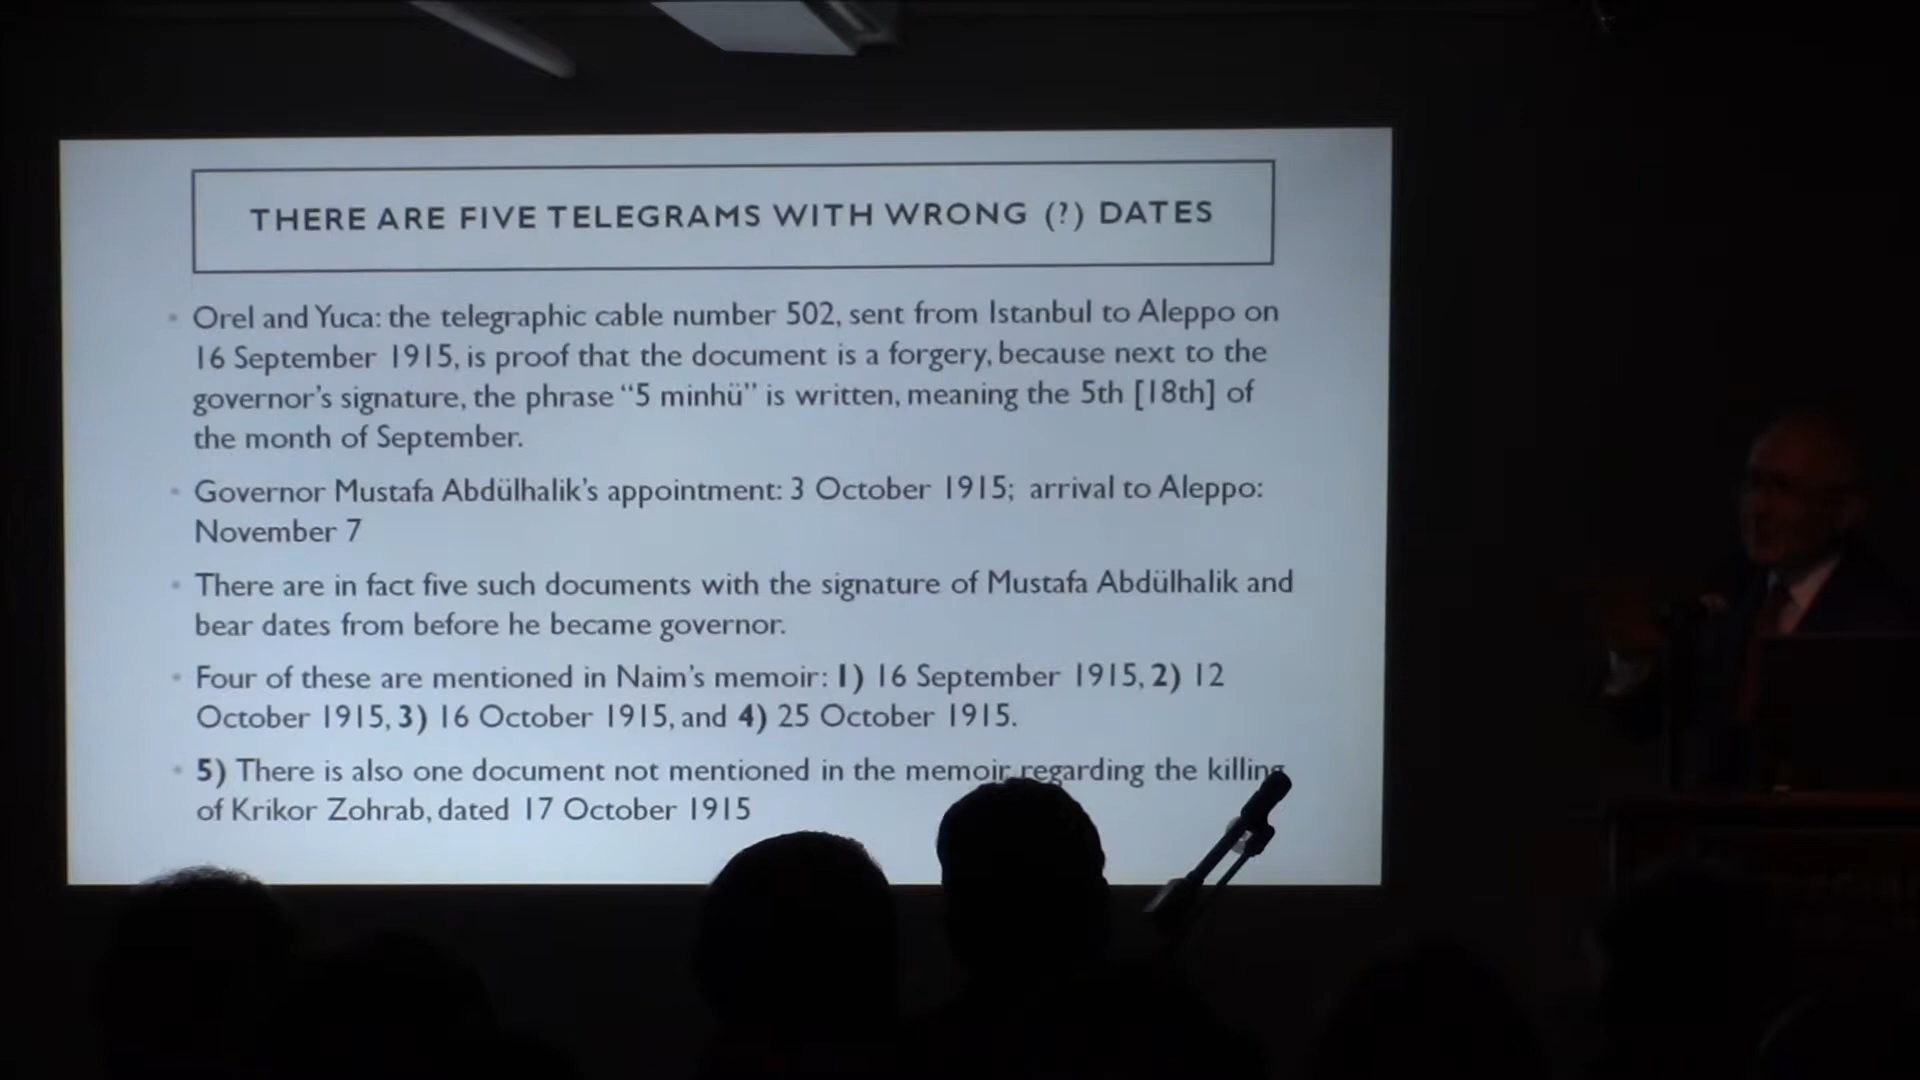 THERE ARE FIVE TELEGRAMS WITH WRONG (?) DATES
Orel and Yuca: the telegraphic cable number 502, sent from Istanbul to Aleppo on
16 September 1915, is proof that the document is a forgery, because next to the
governor's signature, the phrase “5 minhü” is written, meaning the 5th [18th] of
the month of September.
Governor Mustafa Abdülhalik's appointment: 3 October 1915; arrival to Aleppo:
November 7
There are in fact five such documents with the signature of Mustafa Abdülhalik and
bear dates from before he became governor.
Four of these are mentioned in Naim's memoir: 1) 16 September 1915, 2) 12
October 1915, 3) 16 October 1915, and 4) 25 October 1915.
5) There is also one document not mentioned in the memoir regarding the killing
of Krikor Zohrab, dated 17 October 1915